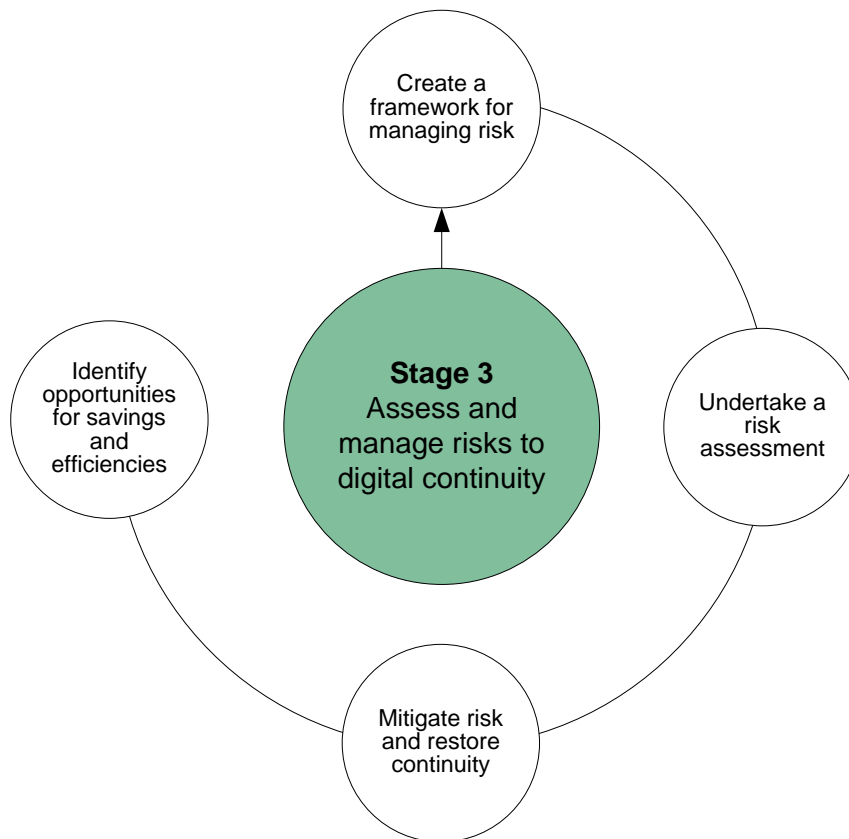 Create a
framework for
managing risk
Stage 3
Assess and
manage risks to
digital continuity
Identify
opportunities
for savings
and
efficiencies
Undertake a
risk
assessment
Mitigate risk
and restore
continuity